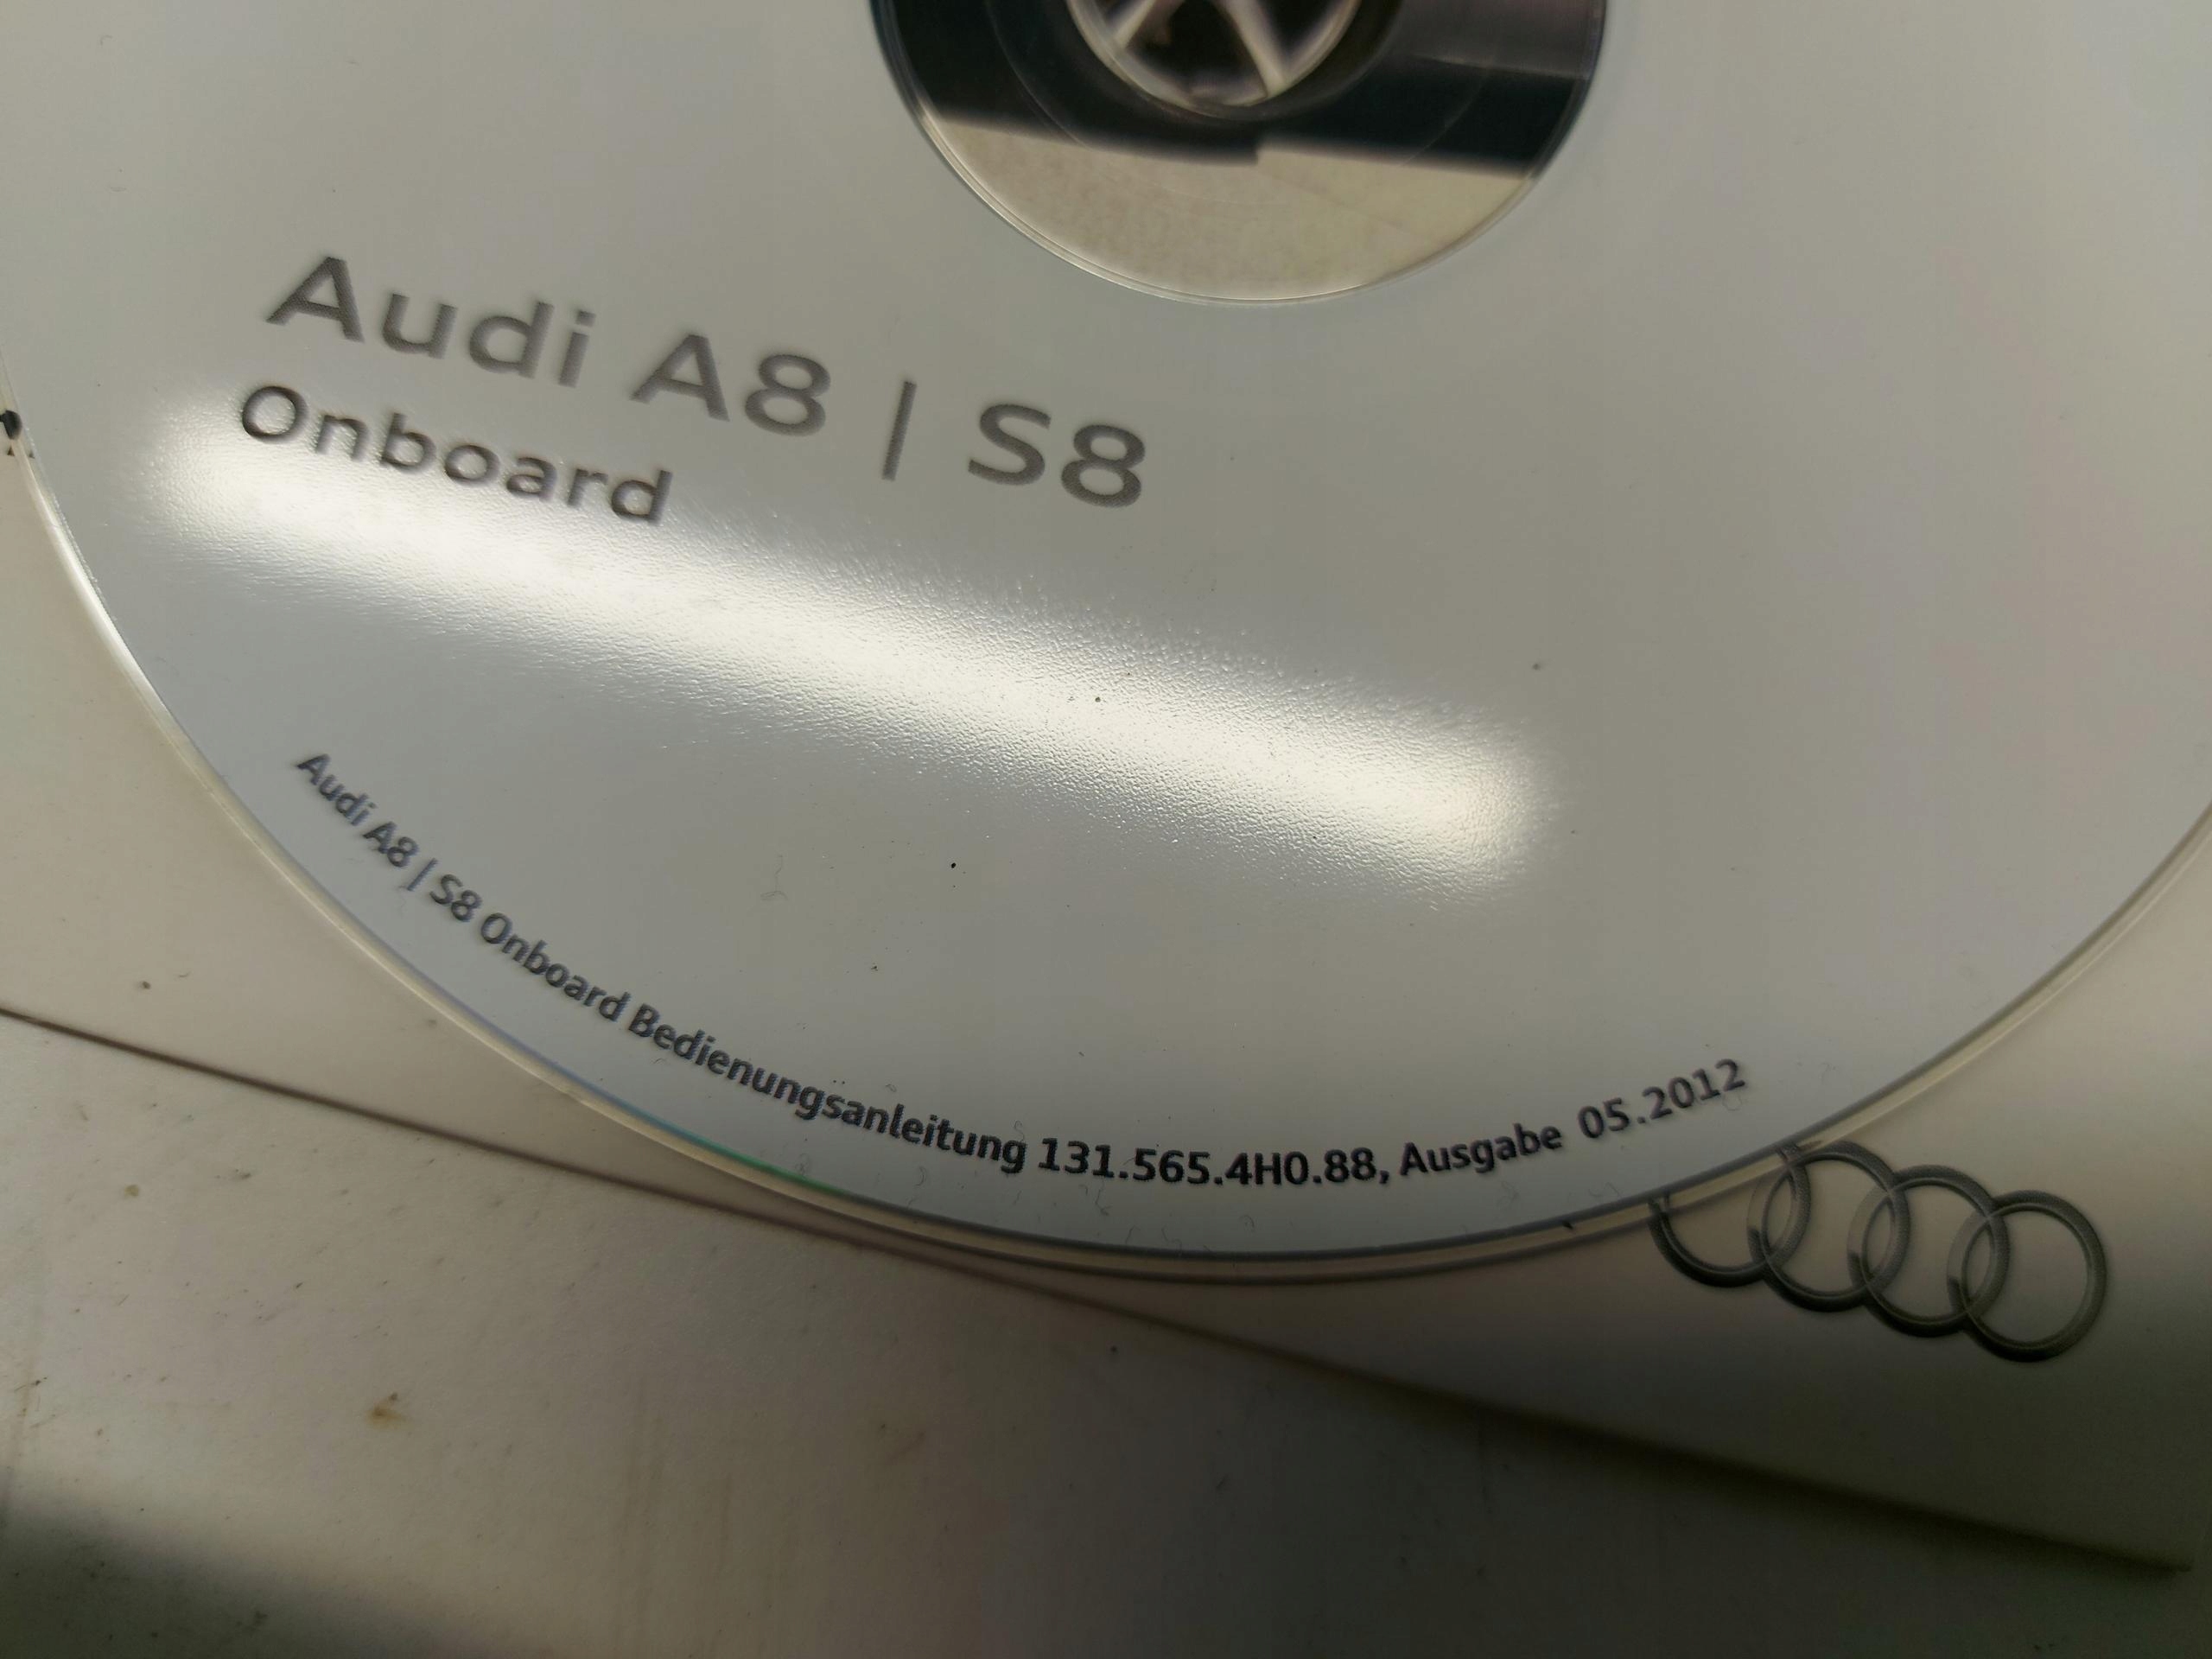 Audi A8 | S8
Onboard
Audi A8 | S8 Onboard Bedienungsanleitung 131.565.4H0.88, Ausgabe 05.2012